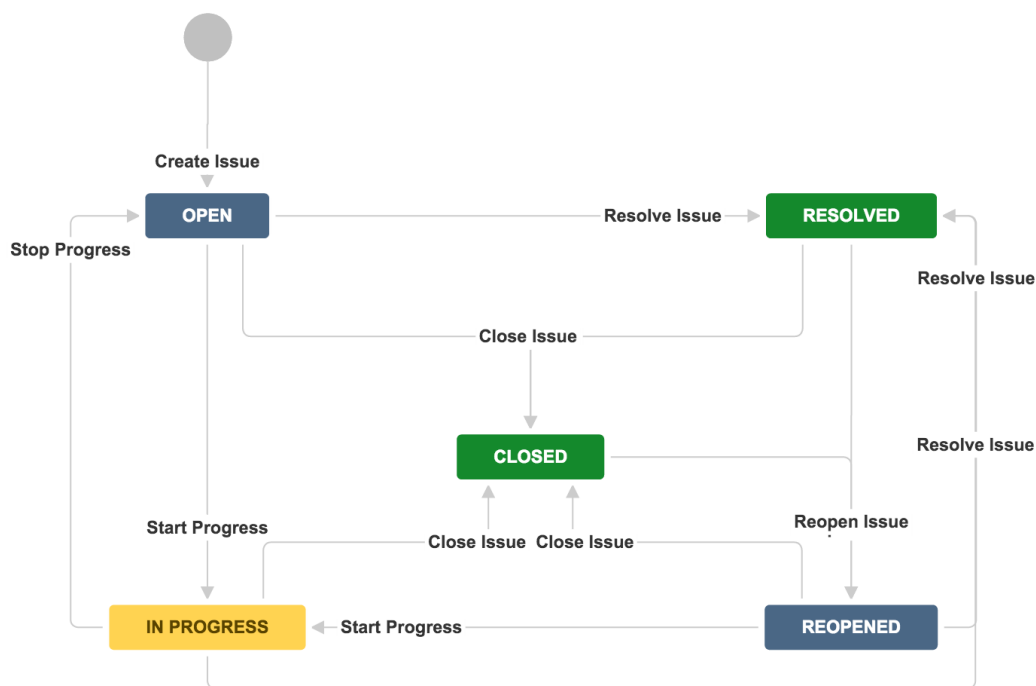 Create Issue
OPEN
Resolve Issue
RESOLVED
Stop Progress
Resolve Issue
Close Issue
Resolve Issue
CLOSED
Reopen Issue
Start Progress
Close Issue
Close Issue
IN PROGRESS
Start Progress
REOPENED